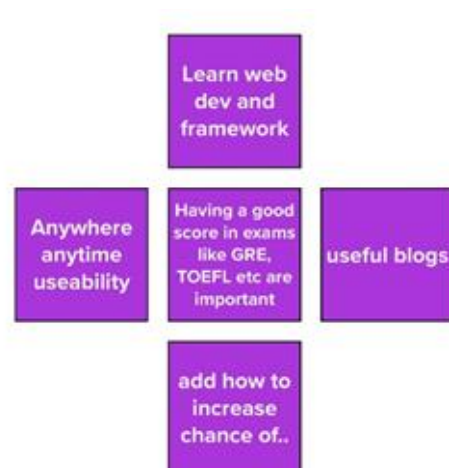 Learn web
dev and
framework
Anywhere
anytime
useability
Having a good
score in exams
like GRE,
TOEFL etc are
important
useful blogs
add how to
increase
chance of..